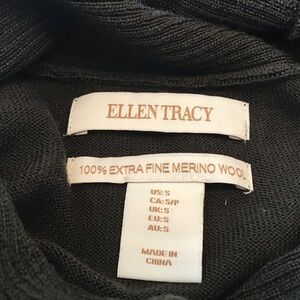 ELLEN TRACY
100% EXTRA FINE MERINO WOOL
US: S
CA: S/P
UK: S
EU: S
AU: S
MADE IN
CHINA